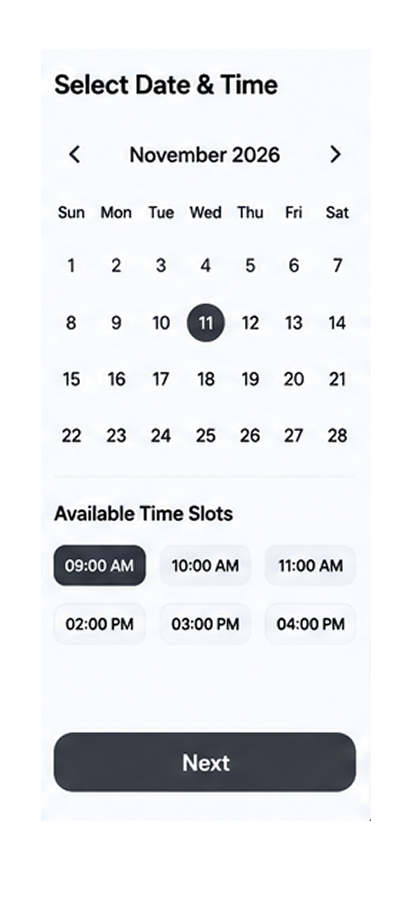 Select Date & Time
November 2026
Sun Mon Tue Wed Thu Fri Sat
1 2 3 4 5 6 7
8 9 10 11 12 13 14
15 16 17 18 19 20 21
22 23 24 25 26 27 28
Available Time Slots
09:00 AM 10:00 AM 11:00 AM
02:00 PM 03:00 PM 04:00 PM
Next